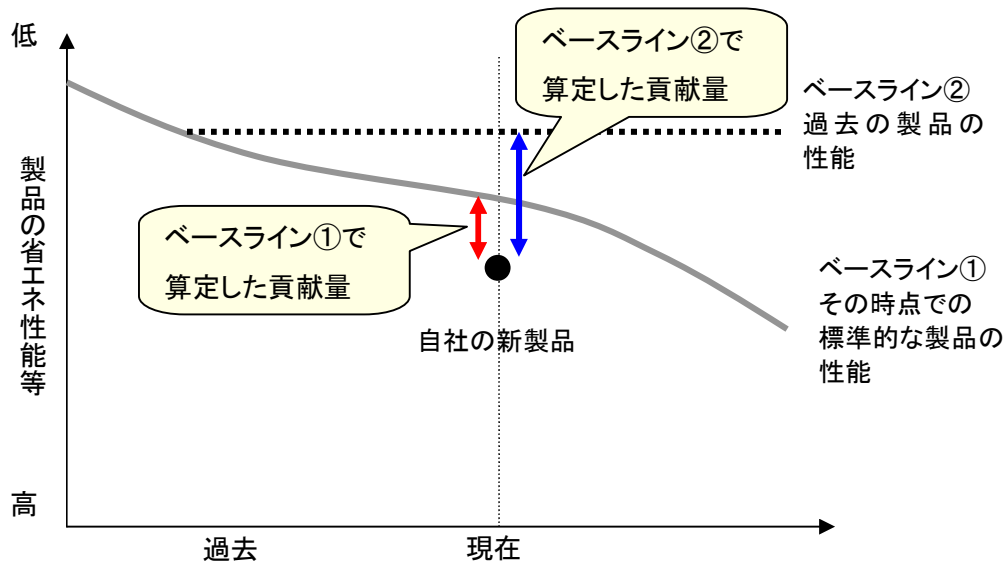 低
ベースライン②で
算定した貢献量
ベースライン②
過去の製品の
性能
製品の省エネ性能等
ベースライン①で
算定した貢献量
ベースライン①
その時点での
標準的な製品の
性能
自社の新製品
高
過去
現在